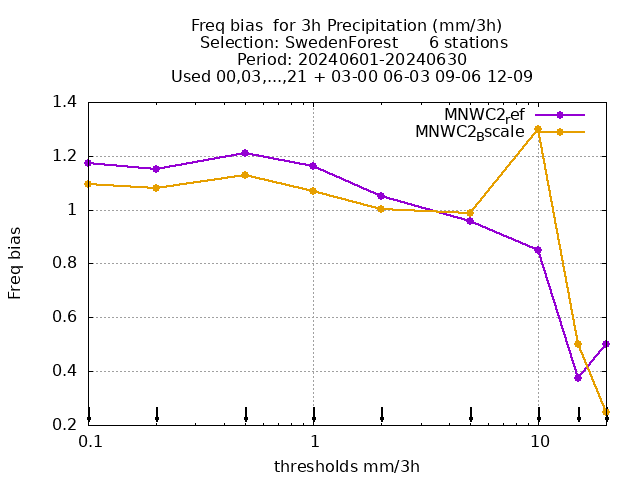 Freq bias  for 3h Precipitation (mm/3h)
Selection: SwedenForest      6 stations
Period: 20240601-20240630
Used 00,03,...,21 + 03-00 06-03 09-06 12-09
MNWC2ref
MNWC2Bscale
1.4
1.2
1
0.8
0.6
0.4
0.2
Freq bias
0.1 1 10
thresholds mm/3h